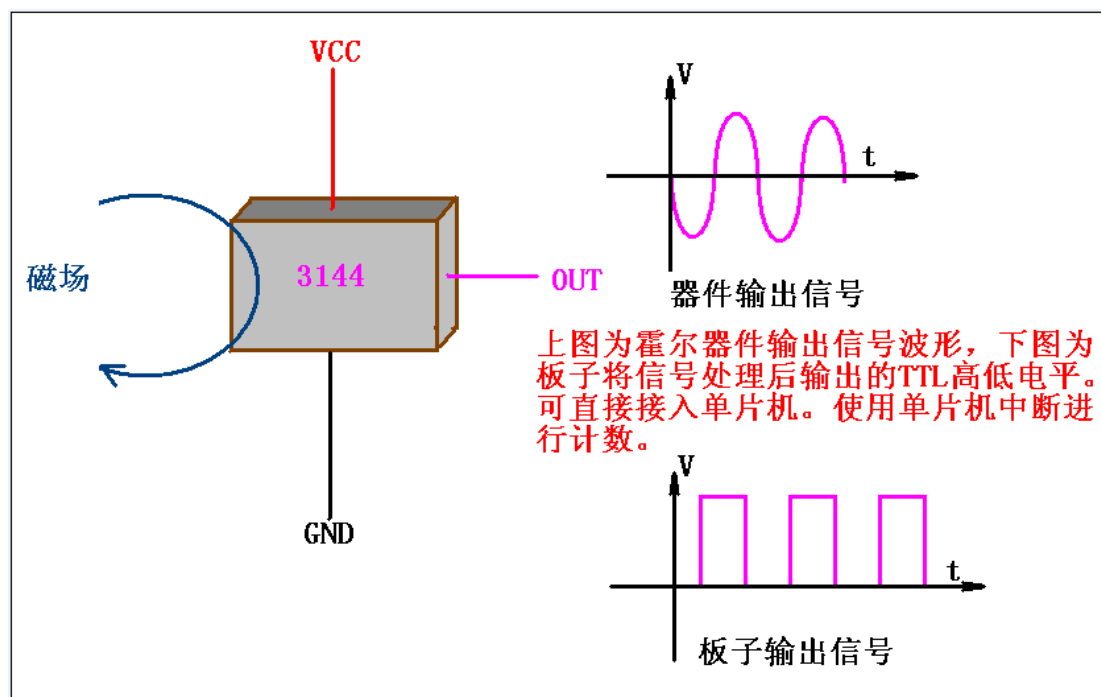 VCC
磁场
3144
OUT
GND
V
t
器件输出信号
上图为霍尔器件输出信号波形，下图为
板子将信号处理后输出的TTL高低电平。
可直接接入单片机。使用单片机中断进
行计数。
V
t
板子输出信号